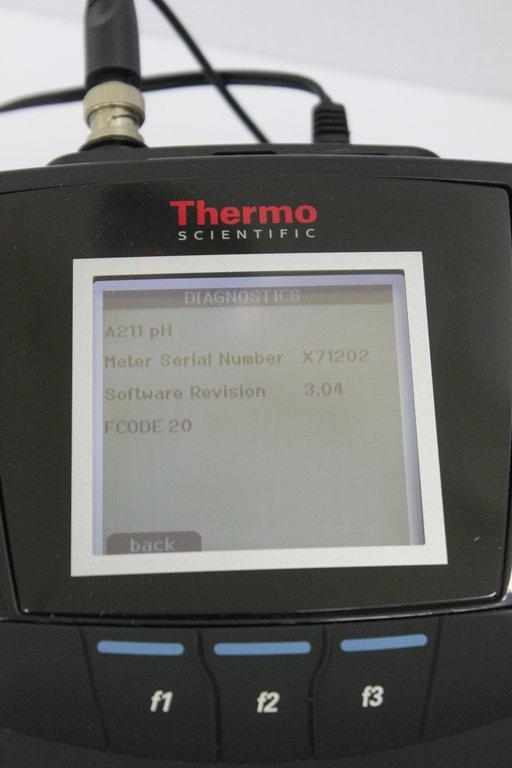 Thermo
SCIENTIFIC
DIAGNOSTICS
A211 pH
Meter Serial Number X71202
Software Revision 3.04
FCODE 20
back
f1 f2 f3